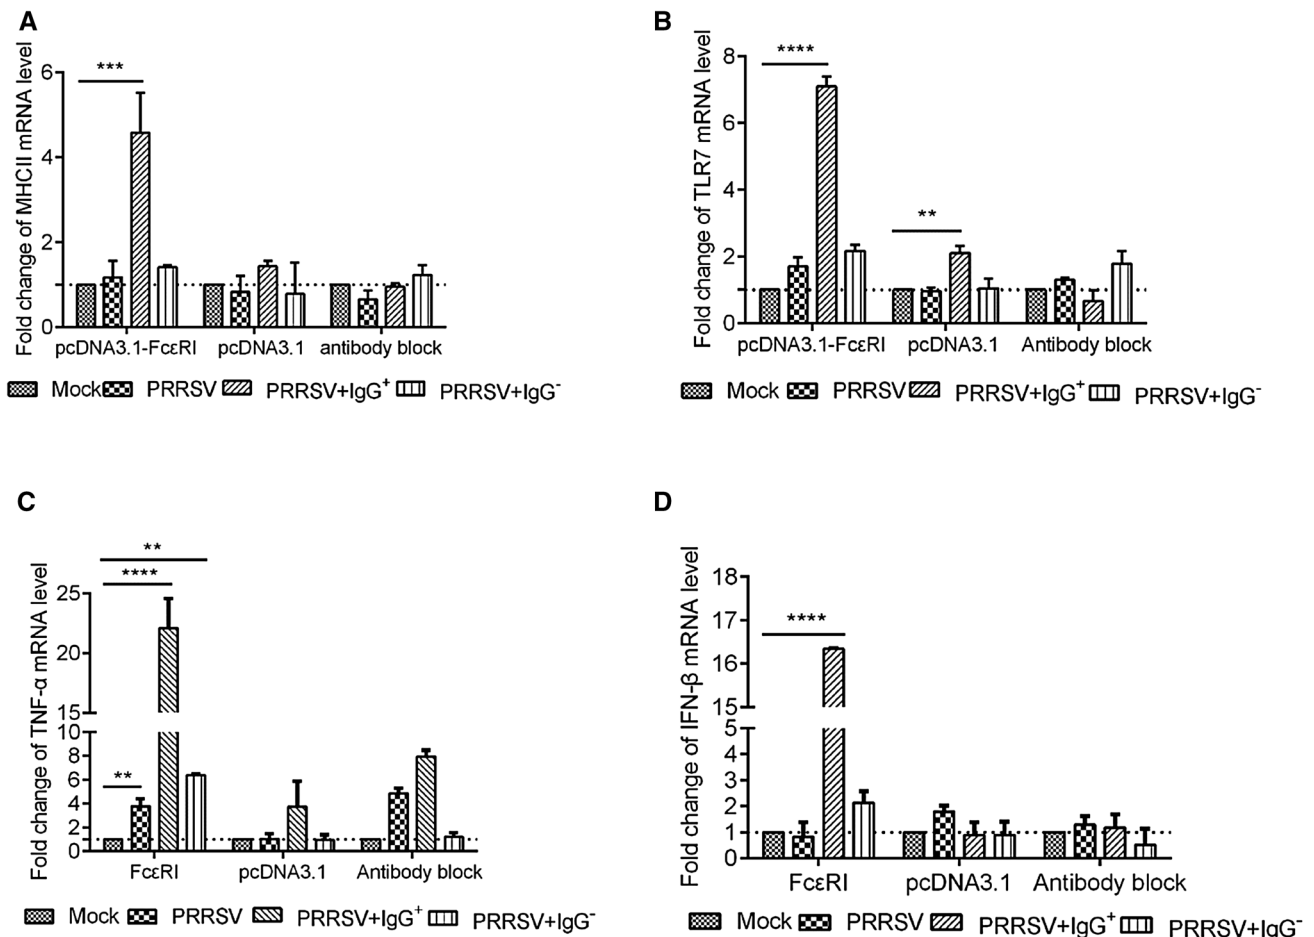 A
Fold change of MHCII mRNA level
6
4
2
0
***
pcDNA3.1-FcεRI pcDNA3.1 antibody block
Mock PRRSV PRRSV+IgG⁺ PRRSV+IgG⁻
B
Fold change of TLR7 mRNA level
8
6
4
2
0
****
**
pcDNA3.1-FcεRI pcDNA3.1 Antibody block
Mock PRRSV PRRSV+IgG⁺ PRRSV+IgG⁻
C
Fold change of TNF-α mRNA level
25
20
15
10
8
6
4
2
0
**
****
**
FcεRI pcDNA3.1 Antibody block
Mock PRRSV PRRSV+IgG⁺ PRRSV+IgG⁻
D
Fold change of IFN-β mRNA level
18
17
16
15
5
4
3
2
1
0
****
FcεRI pcDNA3.1 Antibody block
Mock PRRSV PRRSV+IgG⁺ PRRSV+IgG⁻